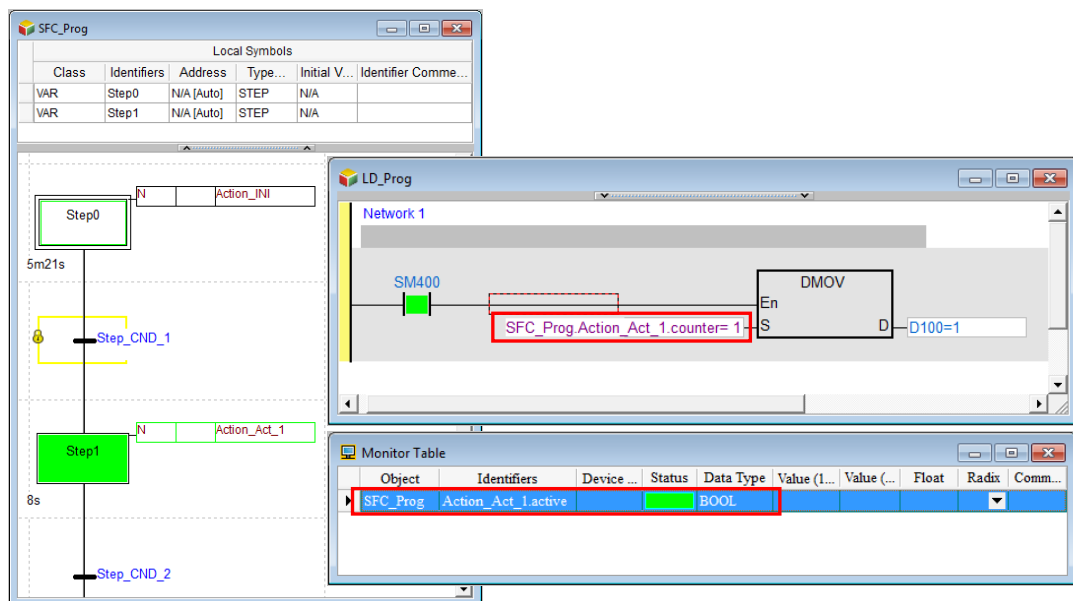 SFC_Prog
Local Symbols
Class Identifiers Address Type... Initial V... Identifier Comme...
VAR Step0 N/A [Auto] STEP N/A
VAR Step1 N/A [Auto] STEP N/A
N Action_INI
Step0
5m21s
Step_CND_1
N Action_Act_1
Step1
8s
Step_CND_2
LD_Prog
Network 1
SM400
DMOV
En
SFC_Prog.Action_Act_1.counter= 1 S D D100=1
Monitor Table
Object Identifiers Device ... Status Data Type Value (1... Value (... Float Radix Comm...
SFC_Prog Action_Act_1.active BOOL